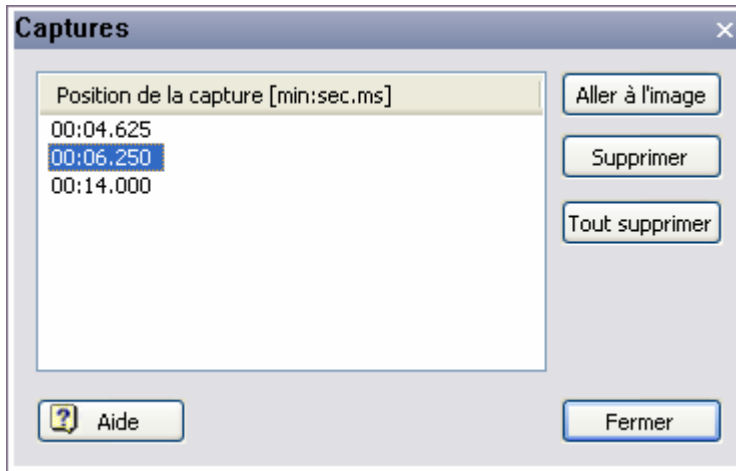 Captures
Position de la capture [min:sec.ms]
00:04.625
00:06.250
00:14.000
Aller à l'image
Supprimer
Tout supprimer
Aide
Fermer